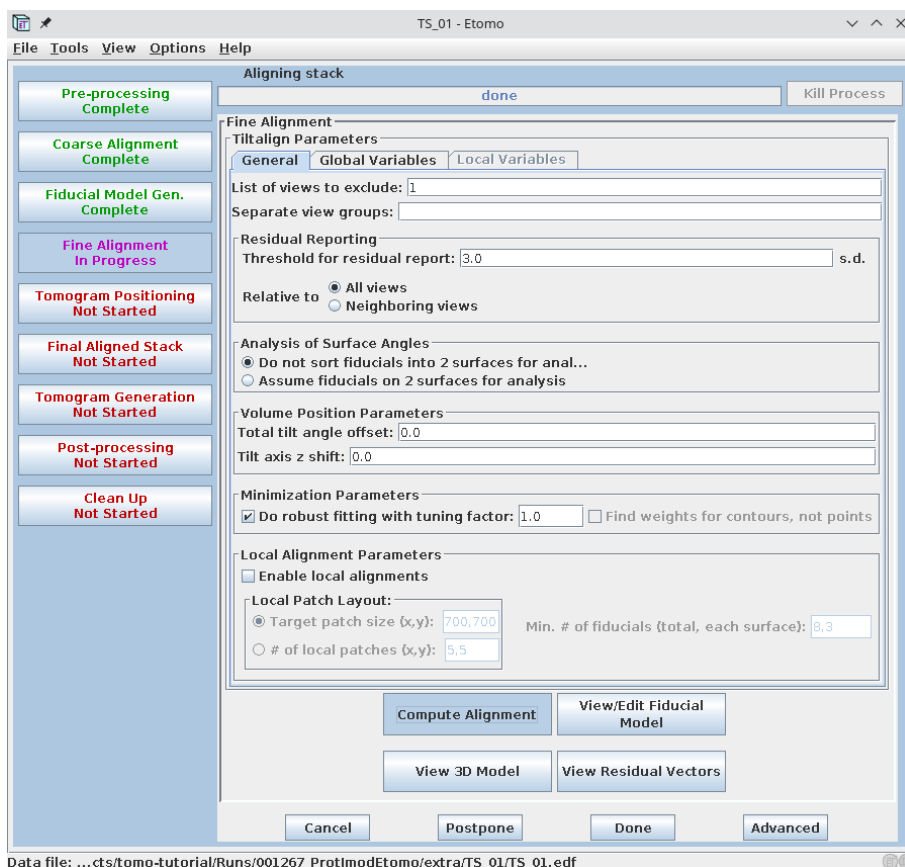 TS_01 - Etomo
File Tools View Options Help
Aligning stack
done
Kill Process
Pre-processing
Complete
Coarse Alignment
Complete
Fiducial Model Gen.
Complete
Fine Alignment
In Progress
Tomogram Positioning
Not Started
Final Aligned Stack
Not Started
Tomogram Generation
Not Started
Post-processing
Not Started
Clean Up
Not Started
Fine Alignment
Tiltalign Parameters
General Global Variables Local Variables
List of views to exclude: 1
Separate view groups:
Residual Reporting
Threshold for residual report: 3.0 s.d.
Relative to
All views
Neighboring views
Analysis of Surface Angles
Do not sort fiducials into 2 surfaces for anal...
Assume fiducials on 2 surfaces for analysis
Volume Position Parameters
Total tilt angle offset: 0.0
Tilt axis z shift: 0.0
Minimization Parameters
Do robust fitting with tuning factor: 1.0 Find weights for contours, not points
Local Alignment Parameters
Enable local alignments
Local Patch Layout:
Target patch size (x,y): 700,700
# of local patches (x,y): 5,5
Min. # of fiducials (total, each surface): 8,3
Compute Alignment
View/Edit Fiducial
Model
View 3D Model
View Residual Vectors
Cancel Postpone Done Advanced
Data file: ...cts/tomo-tutorial/Runs/001267_ProtImodEtomo/extra/TS_01/TS_01.edf